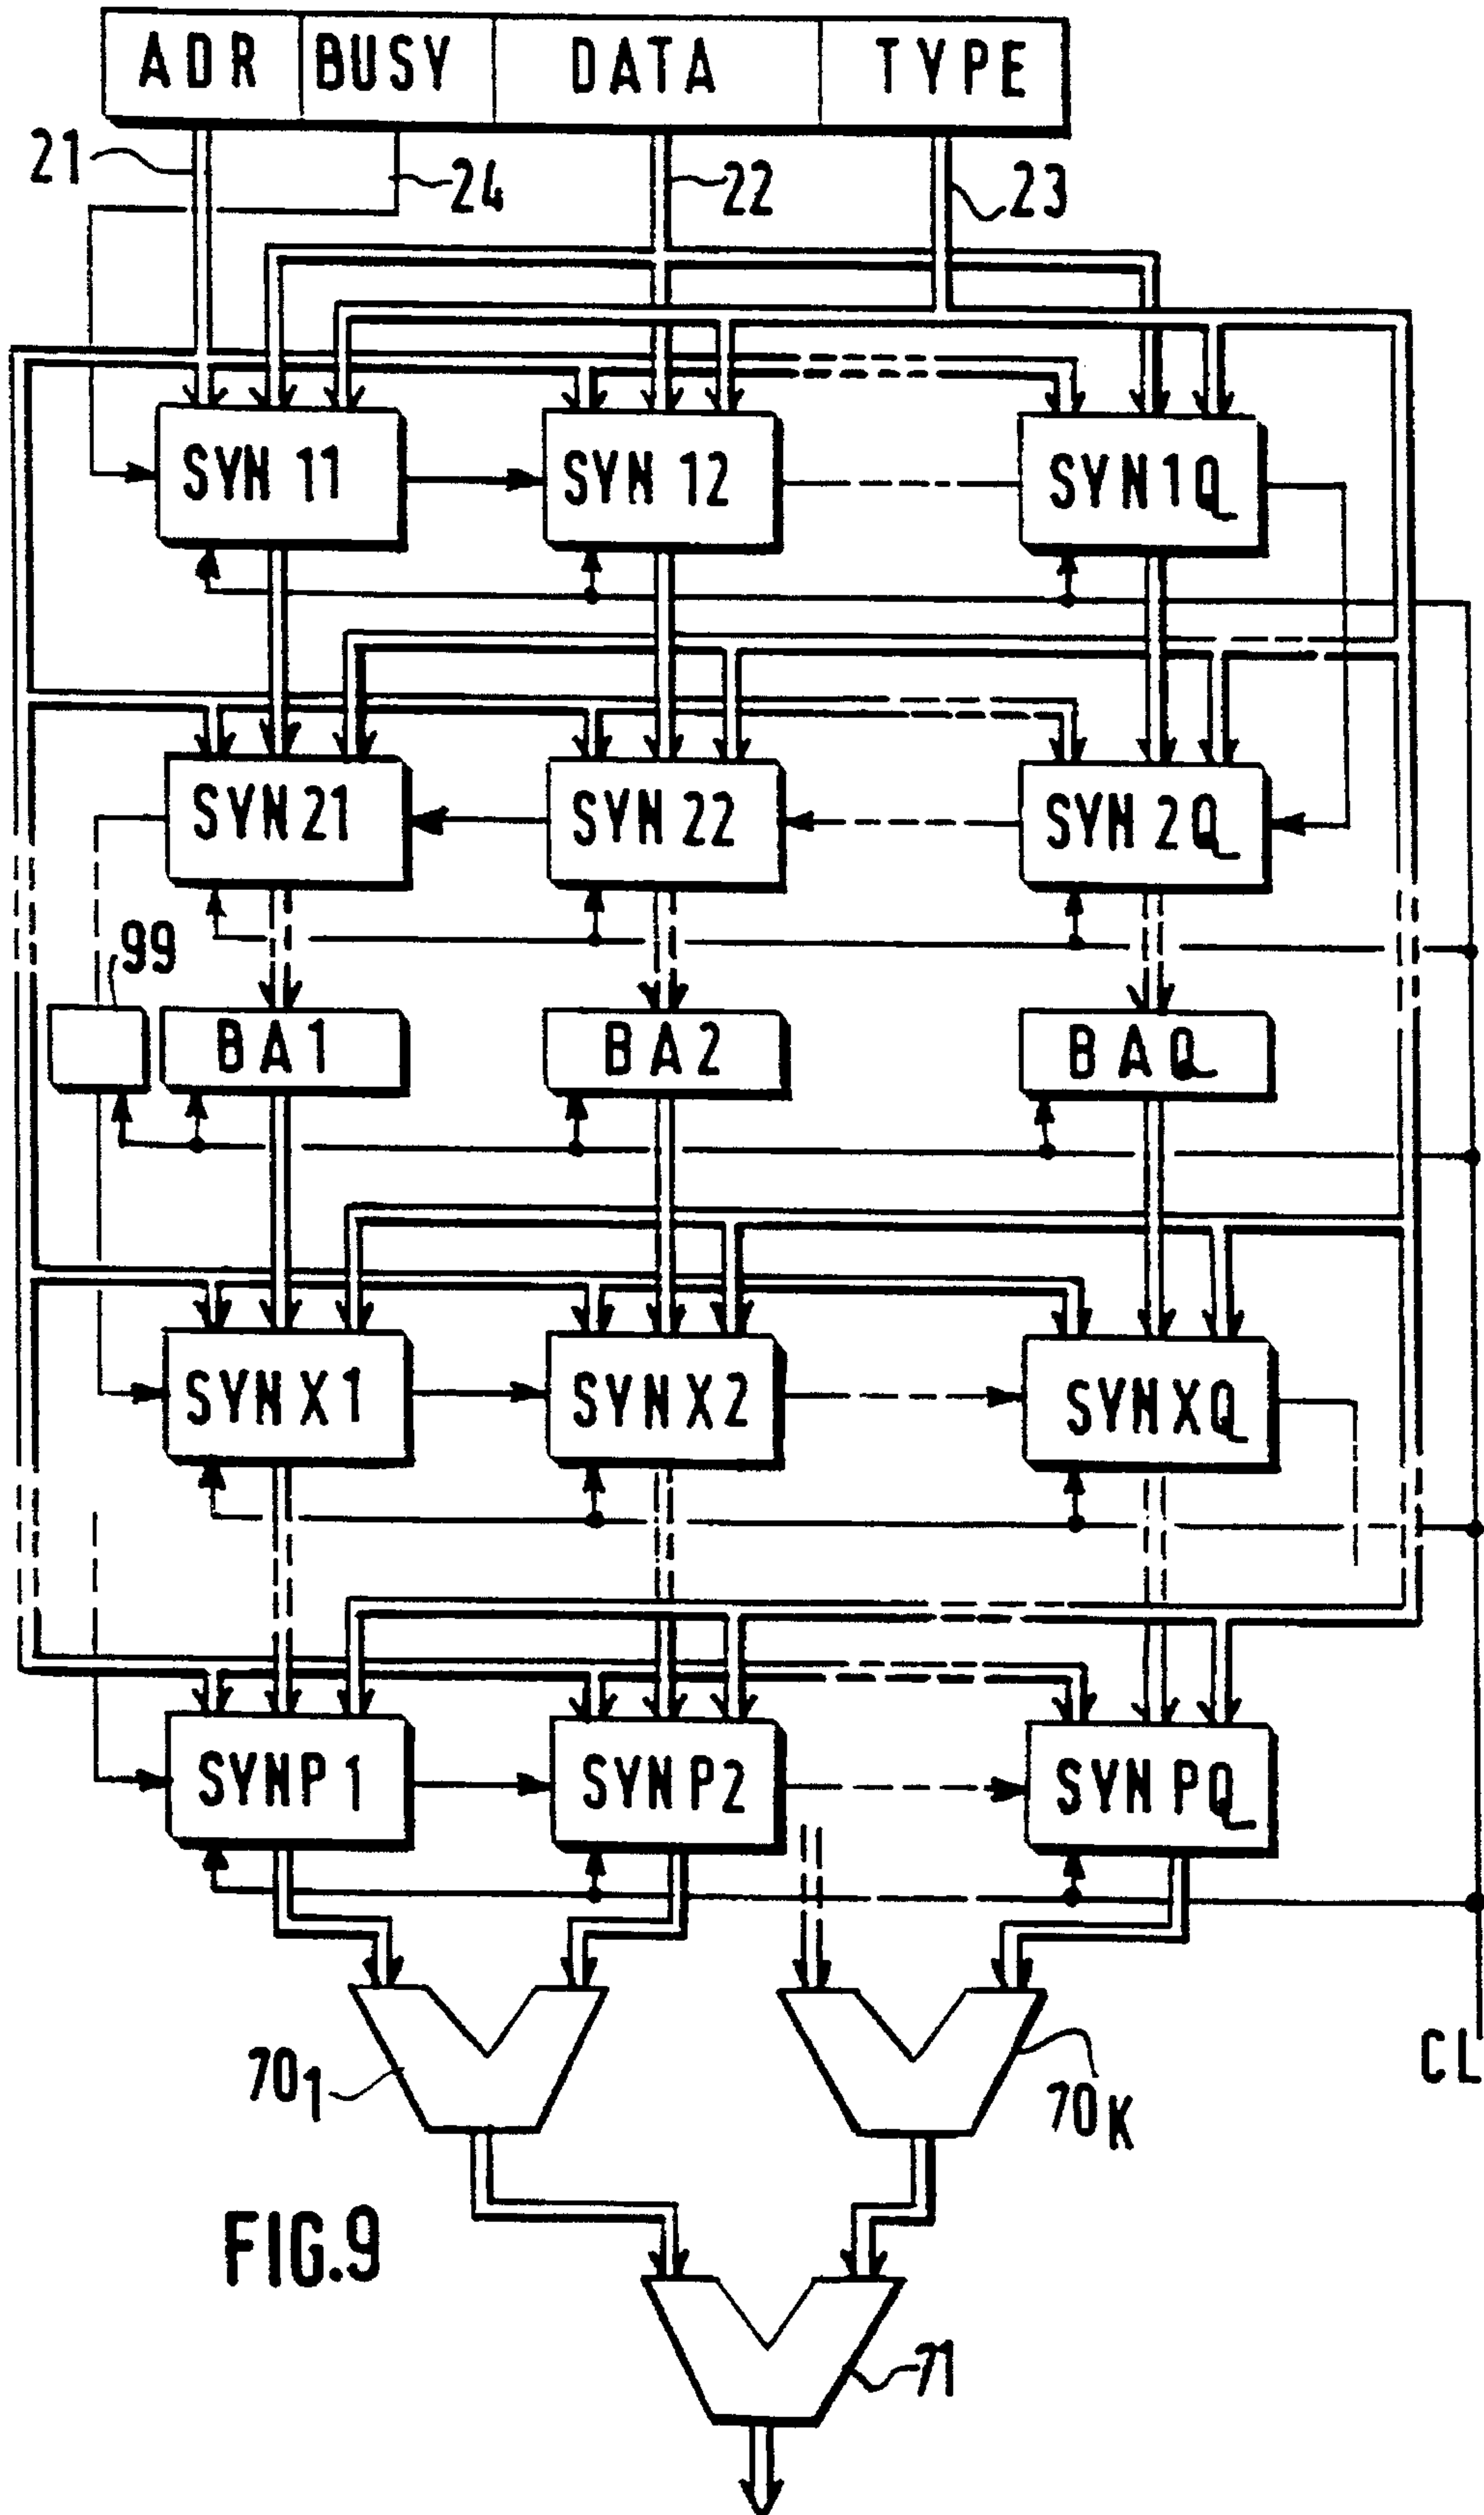 ADR BUSY DATA TYPE
21 24 22 23
SYN 11 SYN 12 SYN 1Q
SYN 21 SYN 22 SYN 2Q
99
BA1 BA2 BAQ
SYN X1 SYN X2 SYN XQ
SYN P1 SYN P2 SYN PQ
CL
70₁ 70K
FIG.9
71